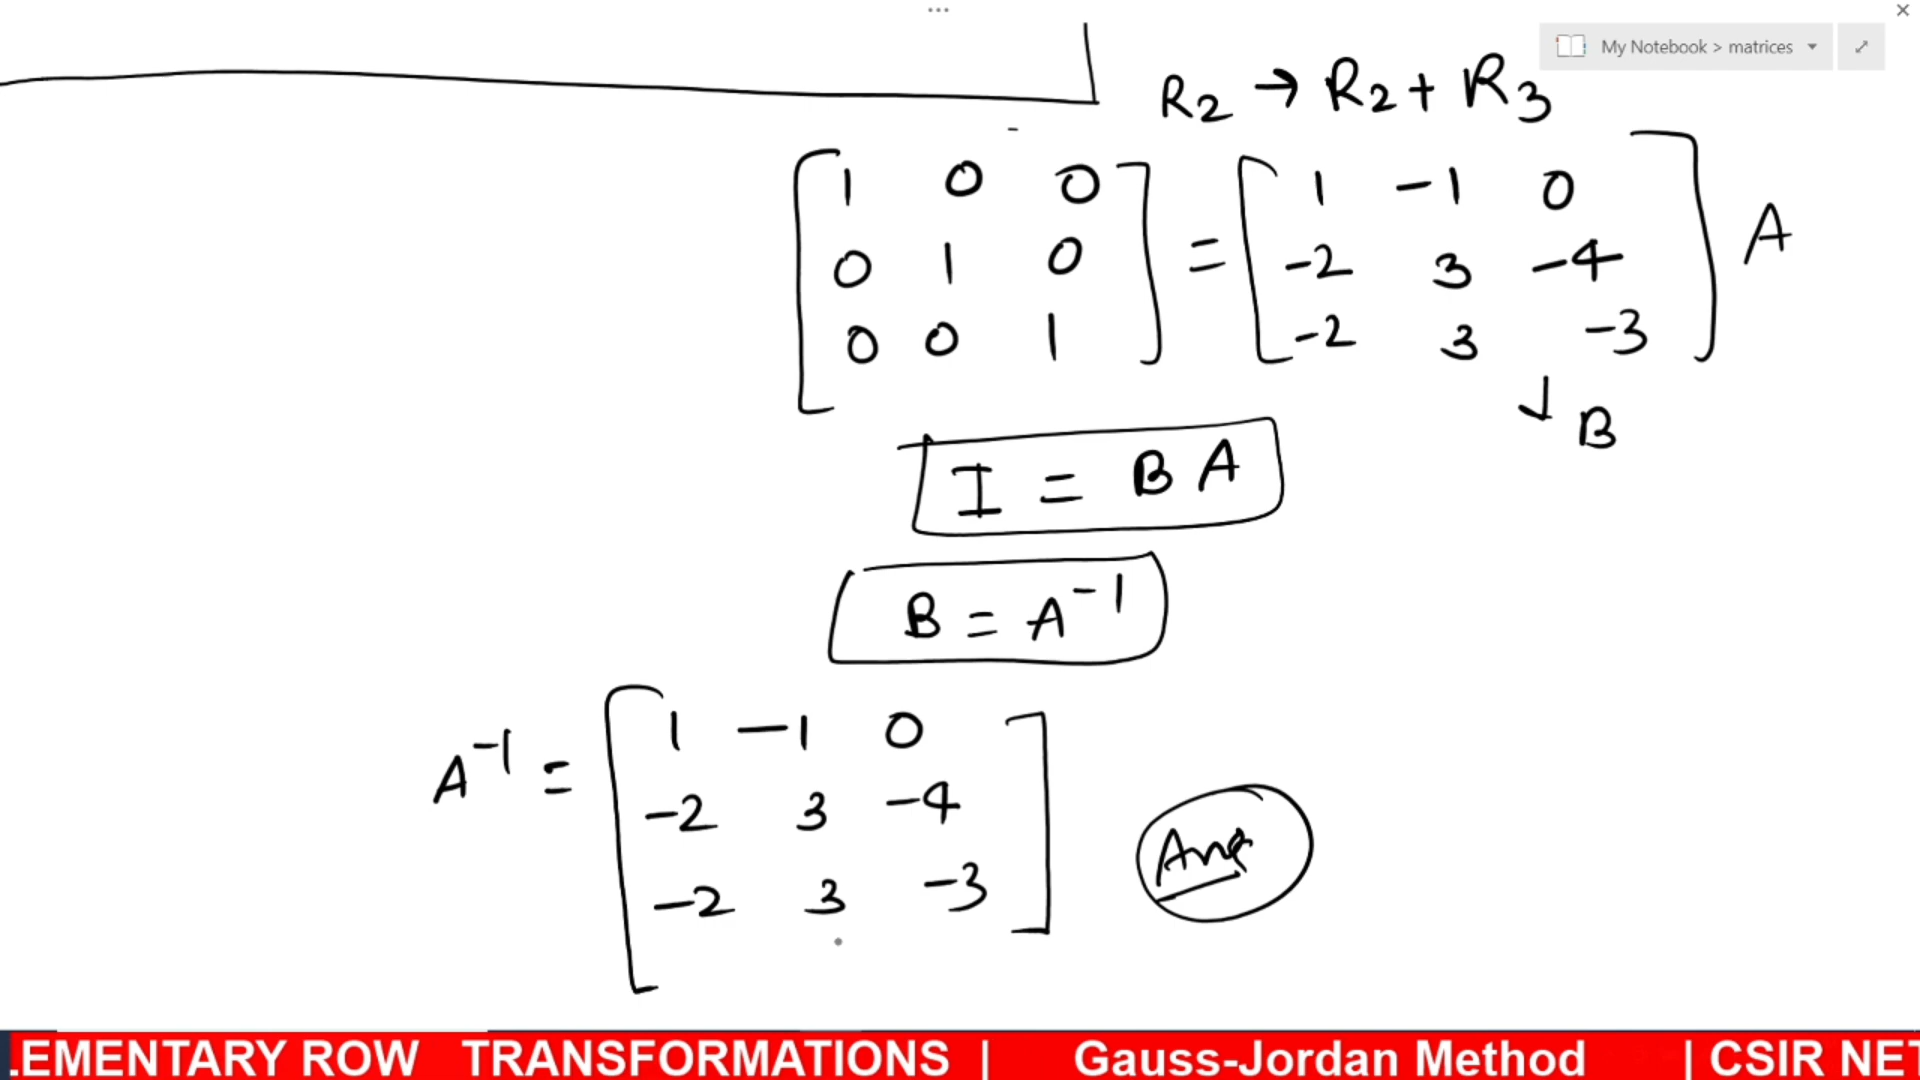 My Notebook > matrices
R2 → R2 + R3
[ 1 0 0 ] = [ 1 -1 0 ] A
[ 0 1 0 ] [ -2 3 -4 ]
[ 0 0 1 ] [ -2 3 -3 ]
↓ B
I = B A
B = A⁻¹
A⁻¹ = [ 1 -1 0 ]
[ -2 3 -4 ]
[ -2 3 -3 ]
Ans
.EMENTARY ROW TRANSFORMATIONS | Gauss-Jordan Method | CSIR NET